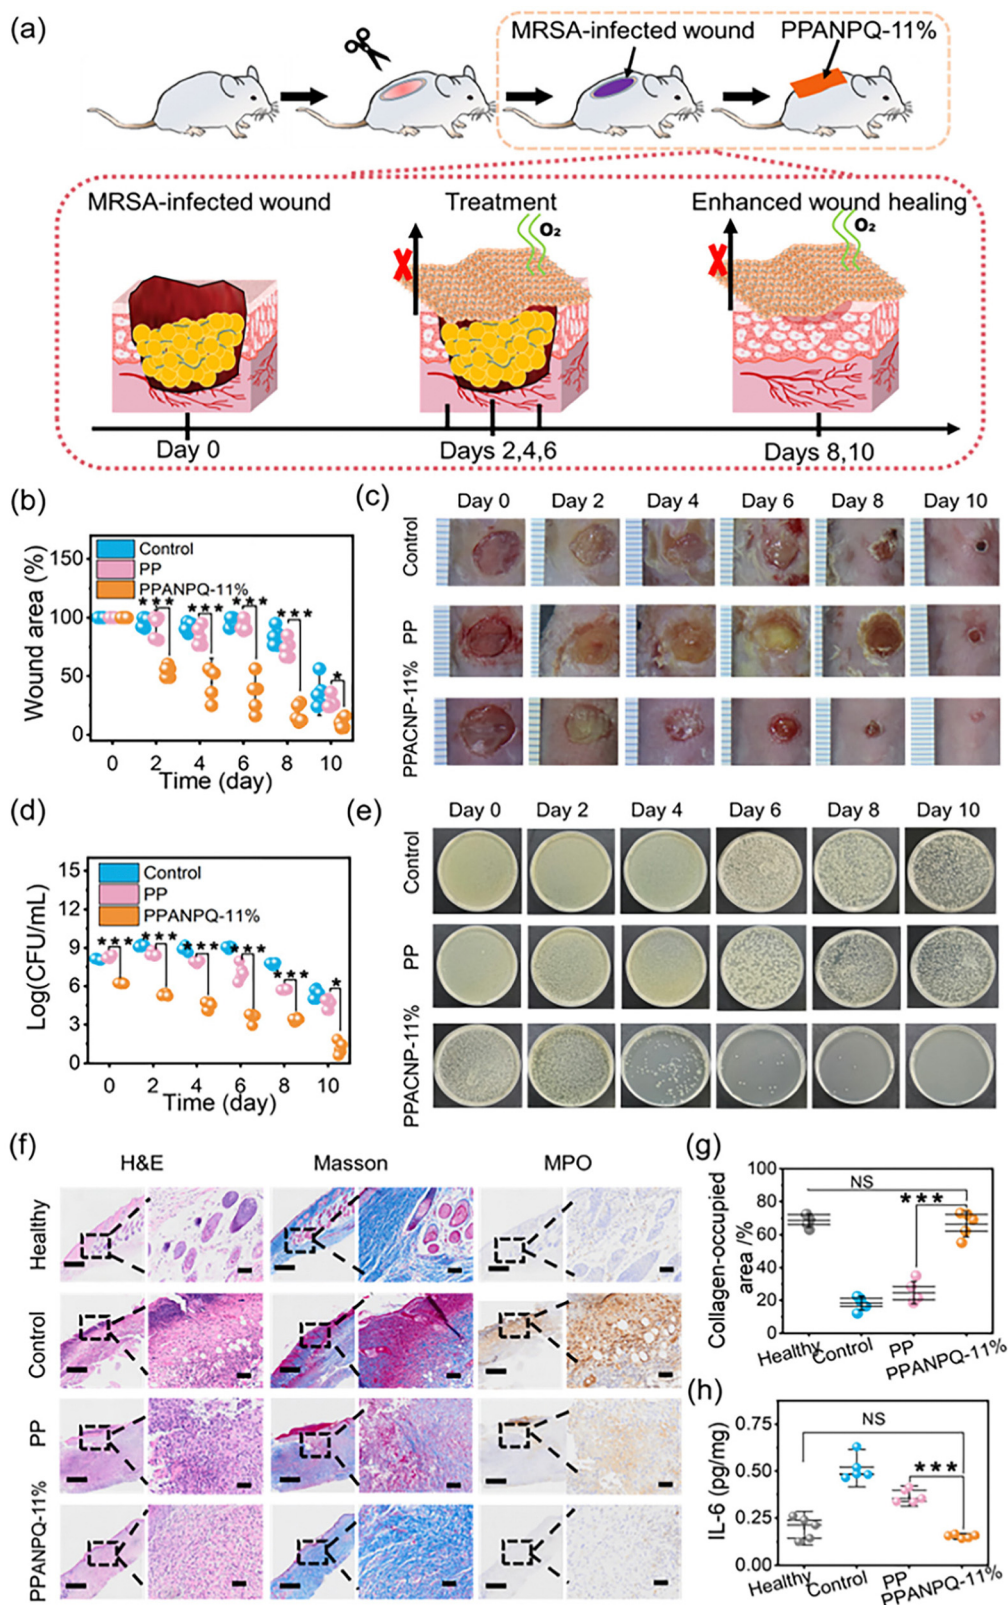 (a)
MRSA-infected wound
PPANPQ-11%
MRSA-infected wound
Treatment
Enhanced wound healing
O₂
O₂
X
X
Day 0
Days 2,4,6
Days 8,10
(b)
Wound area (%)
150
100
50
0
Control
PP
PPANPQ-11%
***
***
***
***
*
0 2 4 6 8 10
Time (day)
(c)
Day 0 Day 2 Day 4 Day 6 Day 8 Day 10
Control
PP
PPACNP-11%
(d)
Log(CFU/mL)
15
12
9
6
3
0
Control
PP
PPANPQ-11%
***
***
***
***
***
*
0 2 4 6 8 10
Time (day)
(e)
Day 0 Day 2 Day 4 Day 6 Day 8 Day 10
Control
PP
PPACNP-11%
(f)
H&E Masson MPO
Healthy
Control
PP
PPANPQ-11%
(g)
Collagen-occupied
area /%
100
80
60
40
20
0
NS
***
Healthy Control PP PPANPQ-11%
(h)
IL-6 (pg/mg)
0.75
0.50
0.25
0.00
NS
***
Healthy Control PP PPANPQ-11%